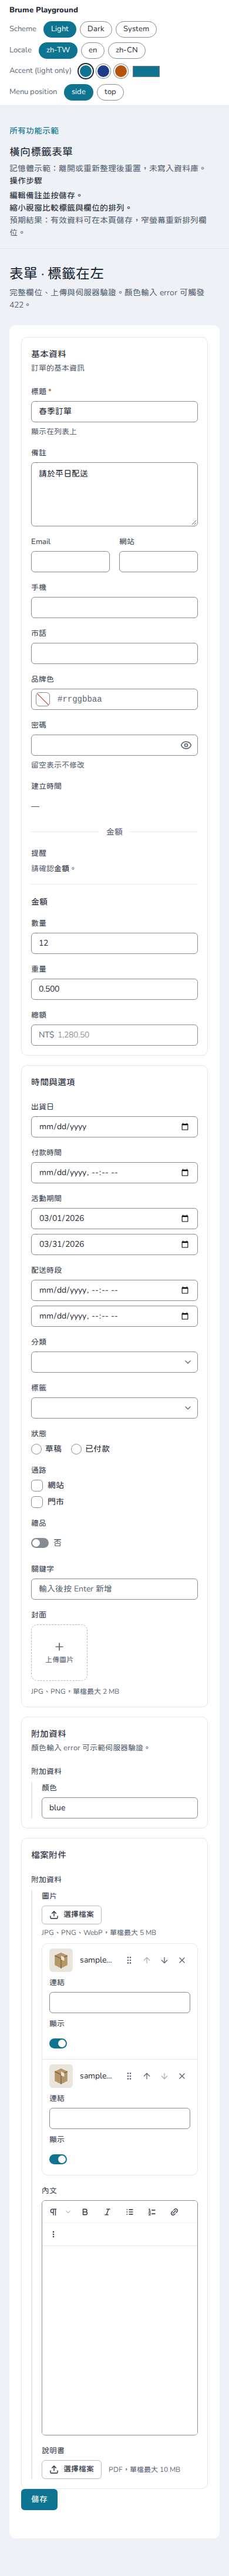 Brume Playground
Scheme Light Dark System
Locale zh-TW en zh-CN
Accent (light only)
Menu position side top
所有功能示範
橫向標籤表單
記憶體示範：離開或重新整理後重置，未寫入資料庫。
操作步驟
編輯備註並按儲存。
縮小視窗比較標籤與欄位的排列。
預期結果：有效資料可在本頁儲存，窄螢幕重新排列欄
位。
表單 · 標籤在左
完整欄位、上傳與伺服器驗證。顏色輸入 error 可觸發
422。
基本資料
訂單的基本資訊
標題 *
春季訂單
顯示在列表上
備註
請於平日配送
Email 網站
手機
市話
品牌色
#rrggbbaa
密碼
留空表示不修改
建立時間
—
金額
提醒
請確認金額。
金額
數量
12
重量
0.500
總額
NT$ 1,280.50
時間與選項
出貨日
mm/dd/yyyy
付款時間
mm/dd/yyyy, --:-- --
活動期間
03/01/2026
03/31/2026
配送時段
mm/dd/yyyy, --:-- --
mm/dd/yyyy, --:-- --
分類
標籤
狀態
草稿 已付款
通路
網站
門市
禮品
否
關鍵字
輸入後按 Enter 新增
封面
上傳圖片
JPG、PNG，單檔最大 2 MB
附加資料
顏色輸入 error 可示範伺服器驗證。
附加資料
顏色
blue
檔案附件
附加資料
圖片
選擇檔案
JPG、PNG、WebP，單檔最大 5 MB
sample...
連結
顯示
sample...
連結
顯示
內文
說明書
選擇檔案 PDF，單檔最大 10 MB
儲存